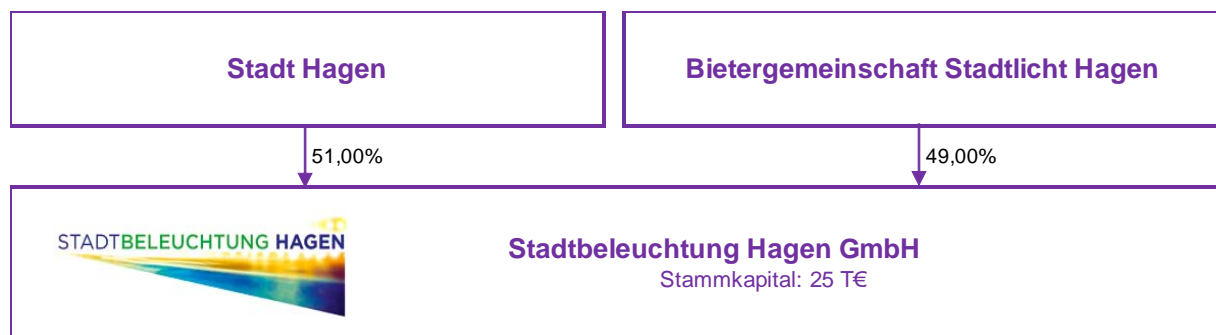 Stadt Hagen
Bietergemeinschaft Stadtlicht Hagen
51,00%
49,00%
STADTBELEUCHTUNG HAGEN
Stadtbeleuchtung Hagen GmbH
Stammkapital: 25 T€